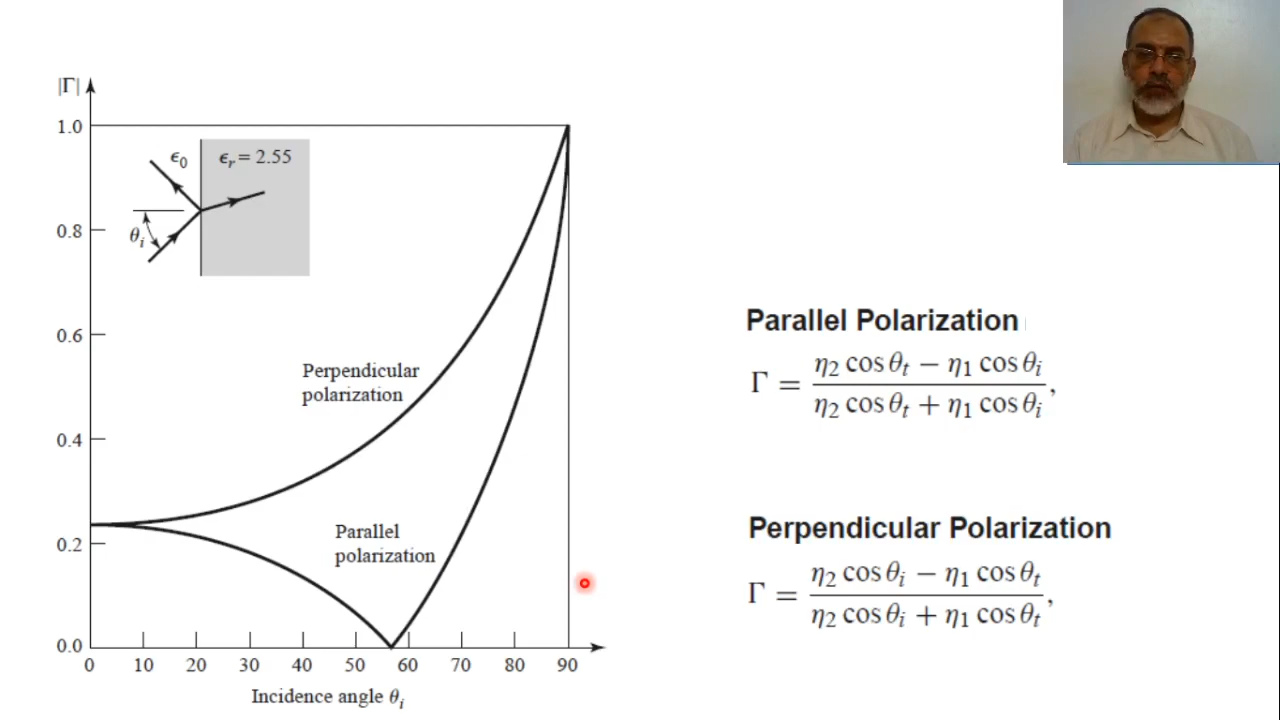 |Γ|
1.0
0.8
0.6
0.4
0.2
0.0
0 10 20 30 40 50 60 70 80 90
Incidence angle θᵢ
ϵ₀
ϵᵣ = 2.55
θᵢ
Perpendicular
polarization
Parallel
polarization
Parallel Polarization
Γ = (η₂ cos θₜ − η₁ cos θᵢ) / (η₂ cos θₜ + η₁ cos θᵢ),
Perpendicular Polarization
Γ = (η₂ cos θᵢ − η₁ cos θₜ) / (η₂ cos θᵢ + η₁ cos θₜ),